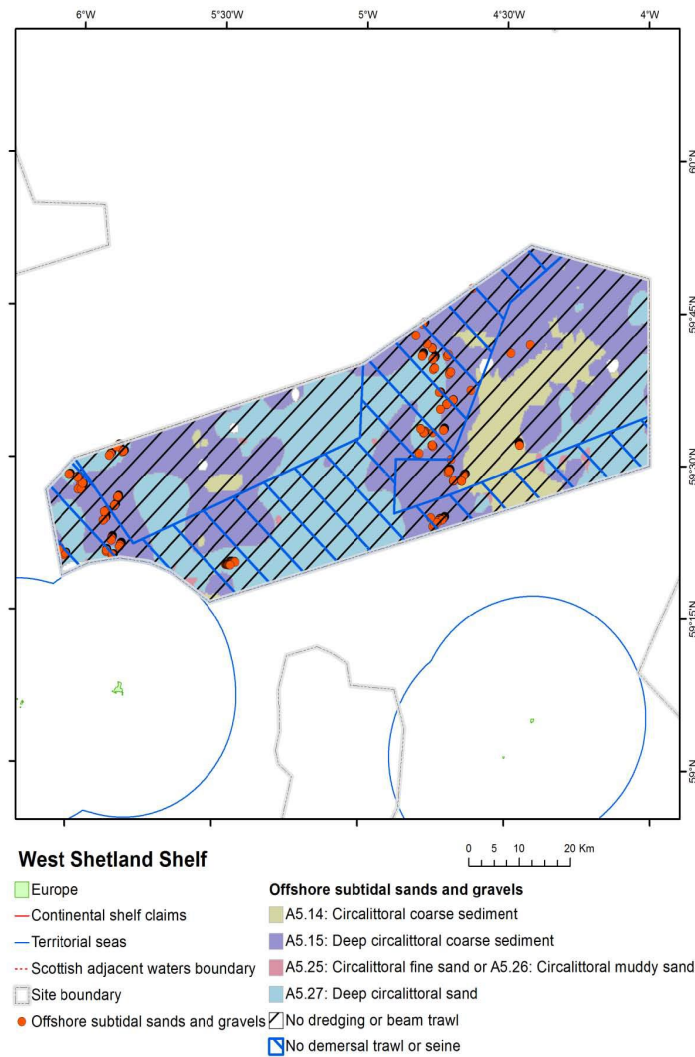 6°W
5°30'W
5°W
4°30'W
4°W
60°N
59°45'N
59°30'N
59°15'N
59°N
West Shetland Shelf
0 5 10 20 Km
Europe
Continental shelf claims
Territorial seas
Scottish adjacent waters boundary
Site boundary
Offshore subtidal sands and gravels
Offshore subtidal sands and gravels
A5.14: Circalittoral coarse sediment
A5.15: Deep circalittoral coarse sediment
A5.25: Circalittoral fine sand or A5.26: Circalittoral muddy sand
A5.27: Deep circalittoral sand
No dredging or beam trawl
No demersal trawl or seine